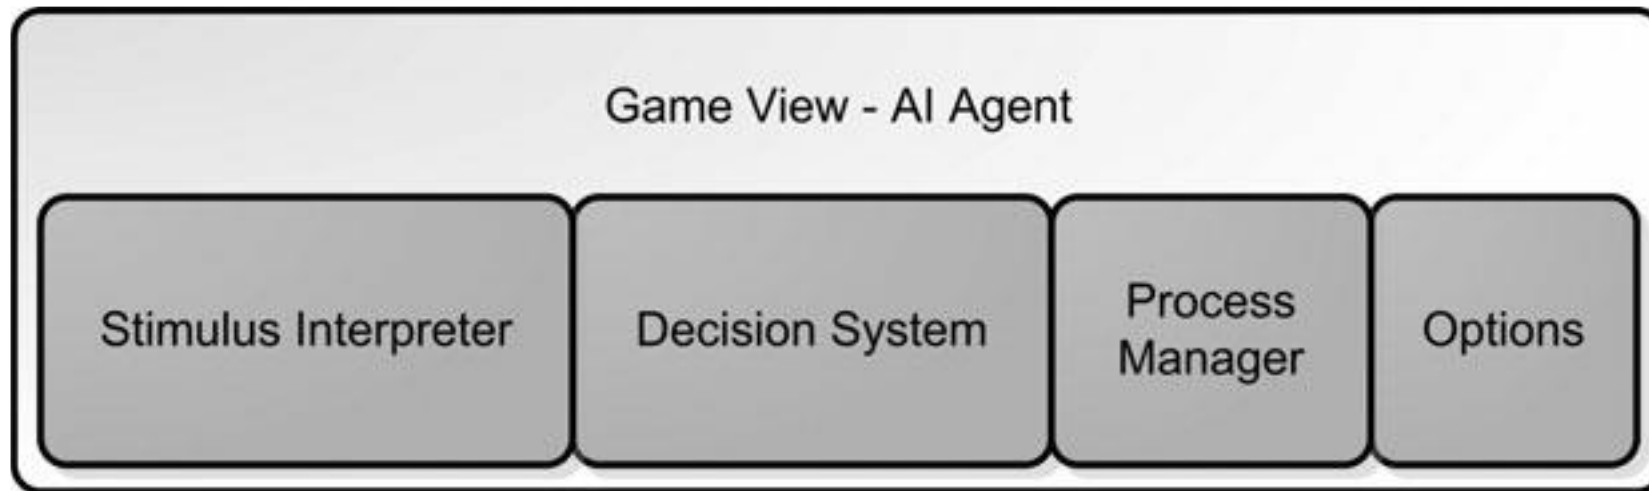 Game View - AI Agent
Stimulus Interpreter
Decision System
Process
Manager
Options